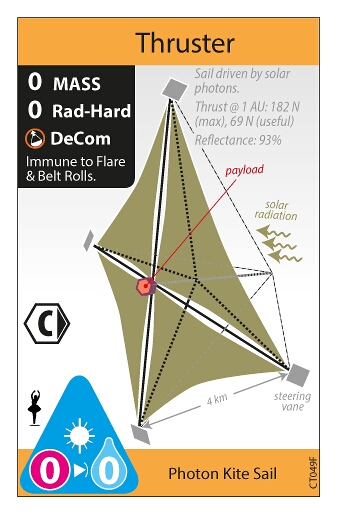 Thruster
0 MASS
0 Rad-Hard
DeCom
Immune to Flare
& Belt Rolls.
Sail driven by solar
photons.
Thrust @ 1 AU: 182 N
(max), 69 N (useful)
Reflectance: 93%
payload
solar
radiation
C
4 km
steering
vane
0 0
Photon Kite Sail
CT049F